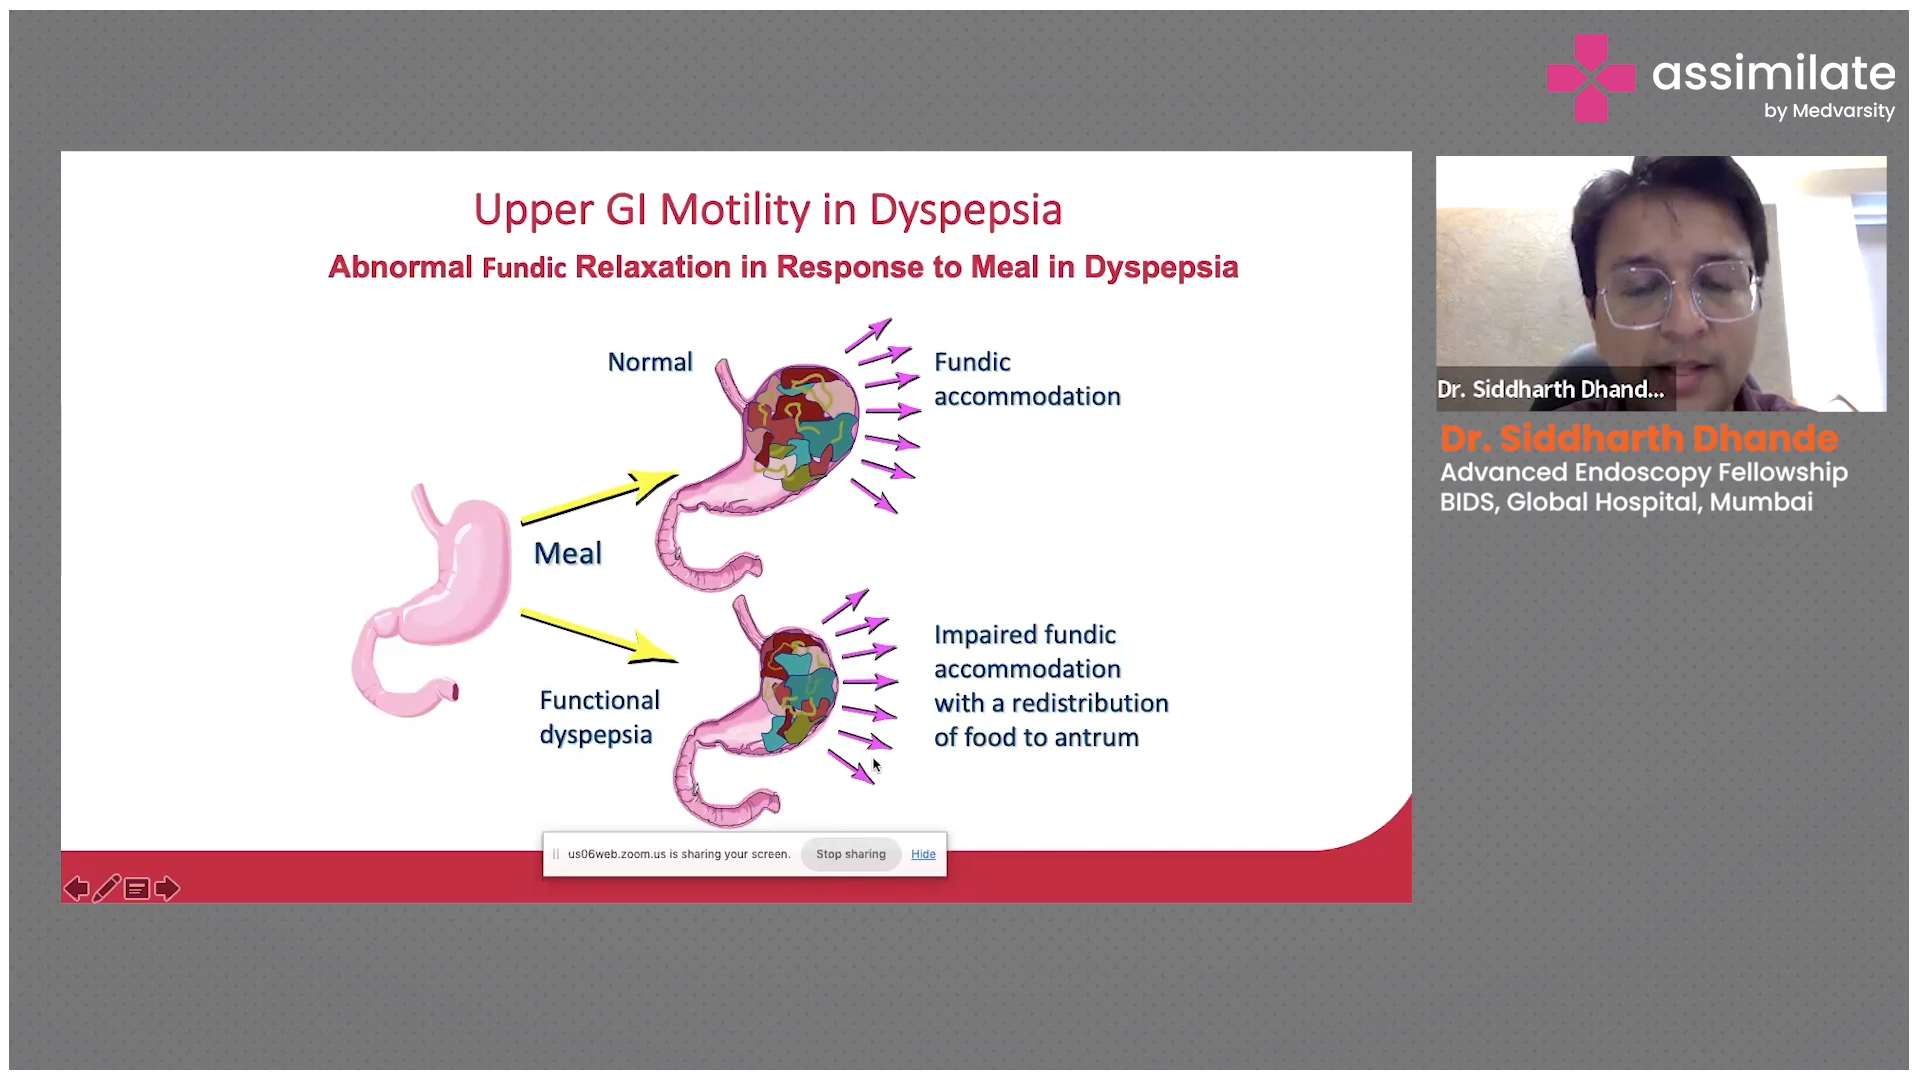 assimilate
by Medvarsity
Upper GI Motility in Dyspepsia
Abnormal Fundic Relaxation in Response to Meal in Dyspepsia
Normal
Fundic
accommodation
Meal
Functional
dyspepsia
Impaired fundic
accommodation
with a redistribution
of food to antrum
us06web.zoom.us is sharing your screen.
Stop sharing
Hide
Dr. Siddharth Dhand...
Dr. Siddharth Dhande
Advanced Endoscopy Fellowship
BIDS, Global Hospital, Mumbai